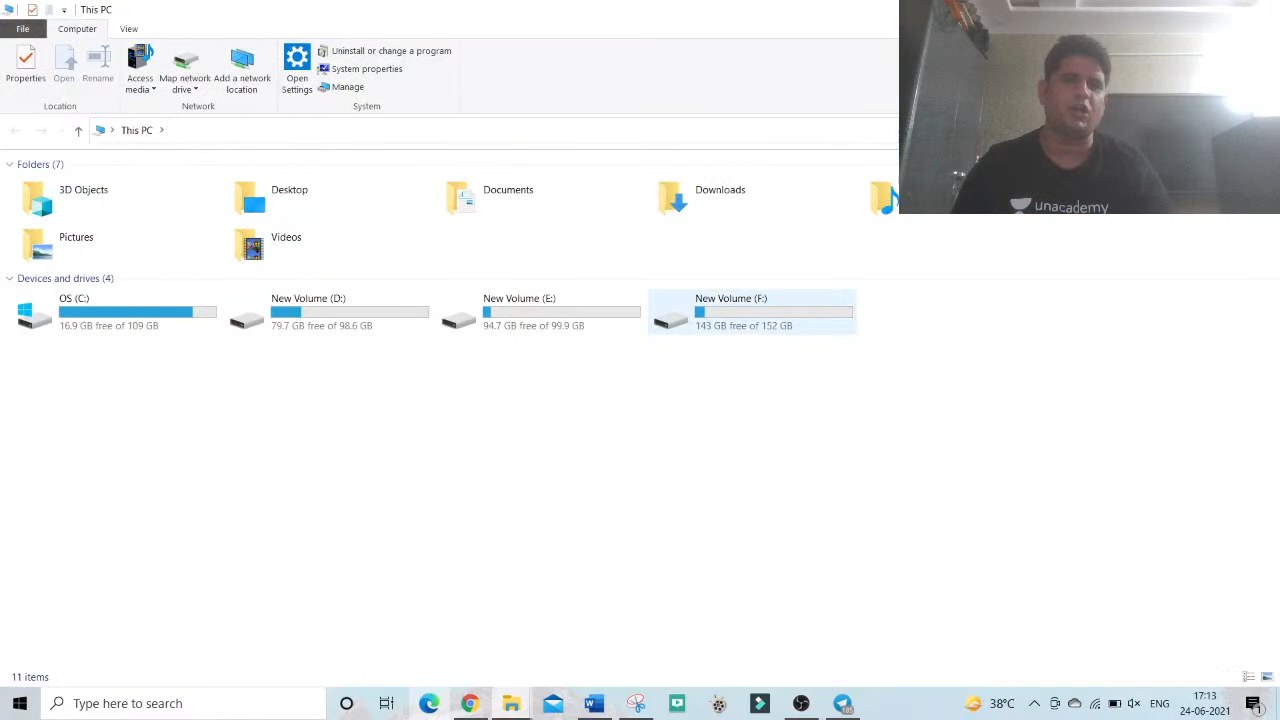 This PC
File Computer View
Properties Open Rename Access media Map network drive Add a network location Open Settings Uninstall or change a program
System properties
Manage
Location Network System
This PC
Folders (7)
3D Objects Desktop Documents Downloads
Pictures Videos
unacademy
Devices and drives (4)
OS (C:) New Volume (D:) New Volume (E:) New Volume (F:)
16.9 GB free of 109 GB 79.7 GB free of 98.6 GB 94.7 GB free of 99.9 GB 143 GB free of 152 GB
11 items
Type here to search 185 38°C ENG 17:13
24-06-2021 1